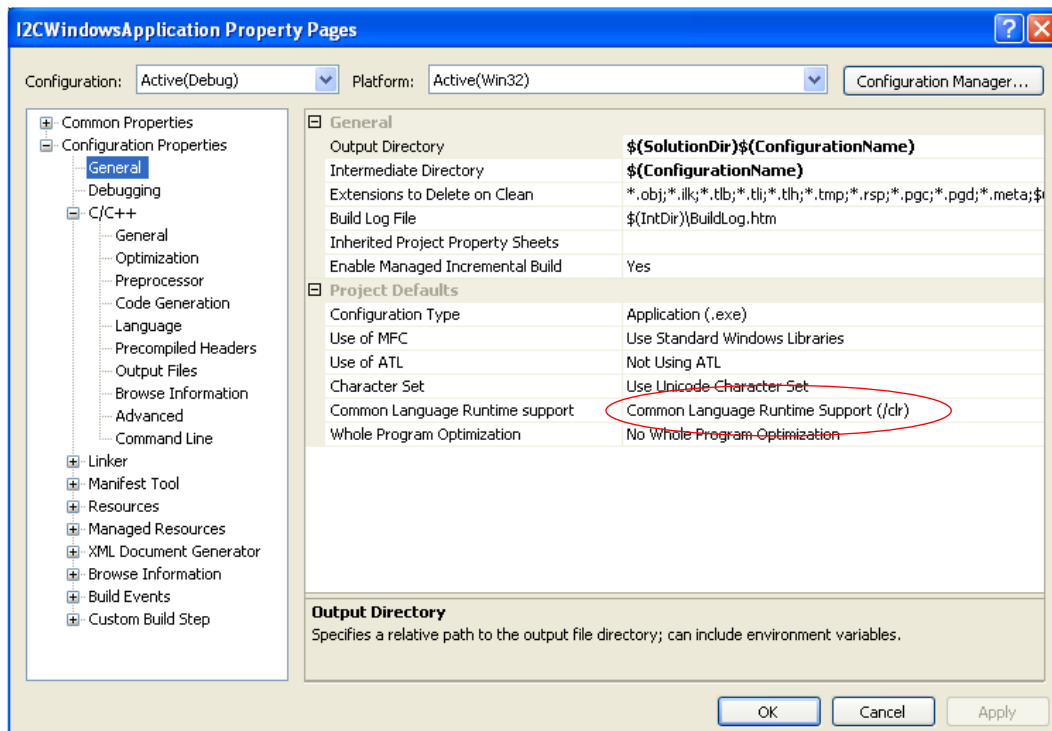 I2CWindowsApplication Property Pages
Configuration: Active(Debug) Platform: Active(Win32) Configuration Manager...
Common Properties
Configuration Properties
General
Debugging
C/C++
General
Optimization
Preprocessor
Code Generation
Language
Precompiled Headers
Output Files
Browse Information
Advanced
Command Line
Linker
Manifest Tool
Resources
Managed Resources
XML Document Generator
Browse Information
Build Events
Custom Build Step
General
Output Directory $(SolutionDir)$(ConfigurationName)
Intermediate Directory $(ConfigurationName)
Extensions to Delete on Clean *.obj;*.ilk;*.tlb;*.tli;*.tlh;*.tmp;*.rsp;*.pgc;*.pgd;*.meta;$(
Build Log File $(IntDir)\BuildLog.htm
Inherited Project Property Sheets
Enable Managed Incremental Build Yes
Project Defaults
Configuration Type Application (.exe)
Use of MFC Use Standard Windows Libraries
Use of ATL Not Using ATL
Character Set Use Unicode Character Set
Common Language Runtime support Common Language Runtime Support (/clr)
Whole Program Optimization No Whole Program Optimization
Output Directory
Specifies a relative path to the output file directory; can include environment variables.
OK Cancel Apply